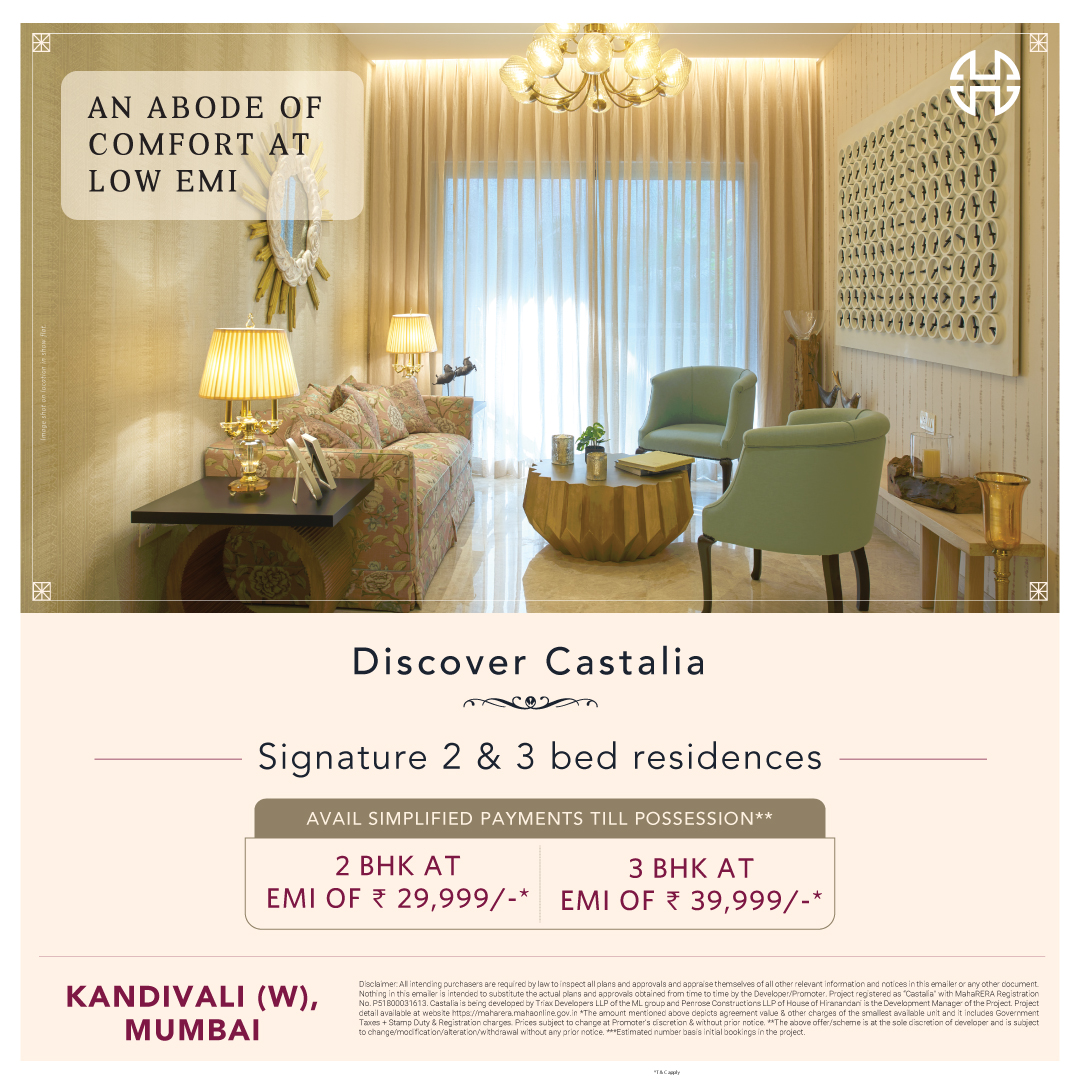 AN ABODE OF
COMFORT AT
LOW EMI
Image shot on location in show flat.
Discover Castalia
Signature 2 & 3 bed residences
AVAIL SIMPLIFIED PAYMENTS TILL POSSESSION**
2 BHK AT
EMI OF ₹ 29,999/-*
3 BHK AT
EMI OF ₹ 39,999/-*
KANDIVALI (W),
MUMBAI
Disclaimer: All intending purchasers are required by law to inspect all plans and approvals and appraise themselves of all other relevant information and notices in this emailer or any other document.
Nothing in this emailer is intended to substitute the actual plans and approvals obtained from time to time by the Developer/Promoter. Project registered as "Castalia" with MahaRERA Registration
No. P51800031613. Castalia is being developed by Triax Developers LLP of the ML group and Penrose Constructions LLP of House of Hiranandani is the Development Manager of the Project. Project
detail available at website https://maharera.mahaonline.gov.in *The amount mentioned above depicts agreement value & other charges of the smallest available unit and it includes Government
Taxes + Stamp Duty & Registration charges. Prices subject to change at Promoter's discretion & without prior notice. **The above offer/scheme is at the sole discretion of developer and is subject
to change/modification/alteration/withdrawal without any prior notice. ***Estimated number basis initial bookings in the project.
*T & C apply